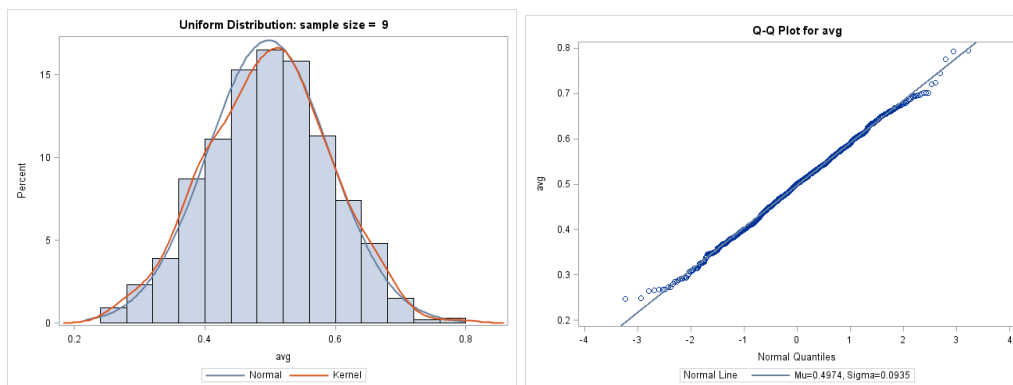 Uniform Distribution: sample size = 9
15
10
5
0
Percent
0.2 0.4 0.6 0.8
avg
Normal Kernel
Q-Q Plot for avg
0.8
0.7
0.6
0.5
0.4
0.3
0.2
avg
-4 -3 -2 -1 0 1 2 3 4
Normal Quantiles
Normal Line Mu=0.4974, Sigma=0.0935